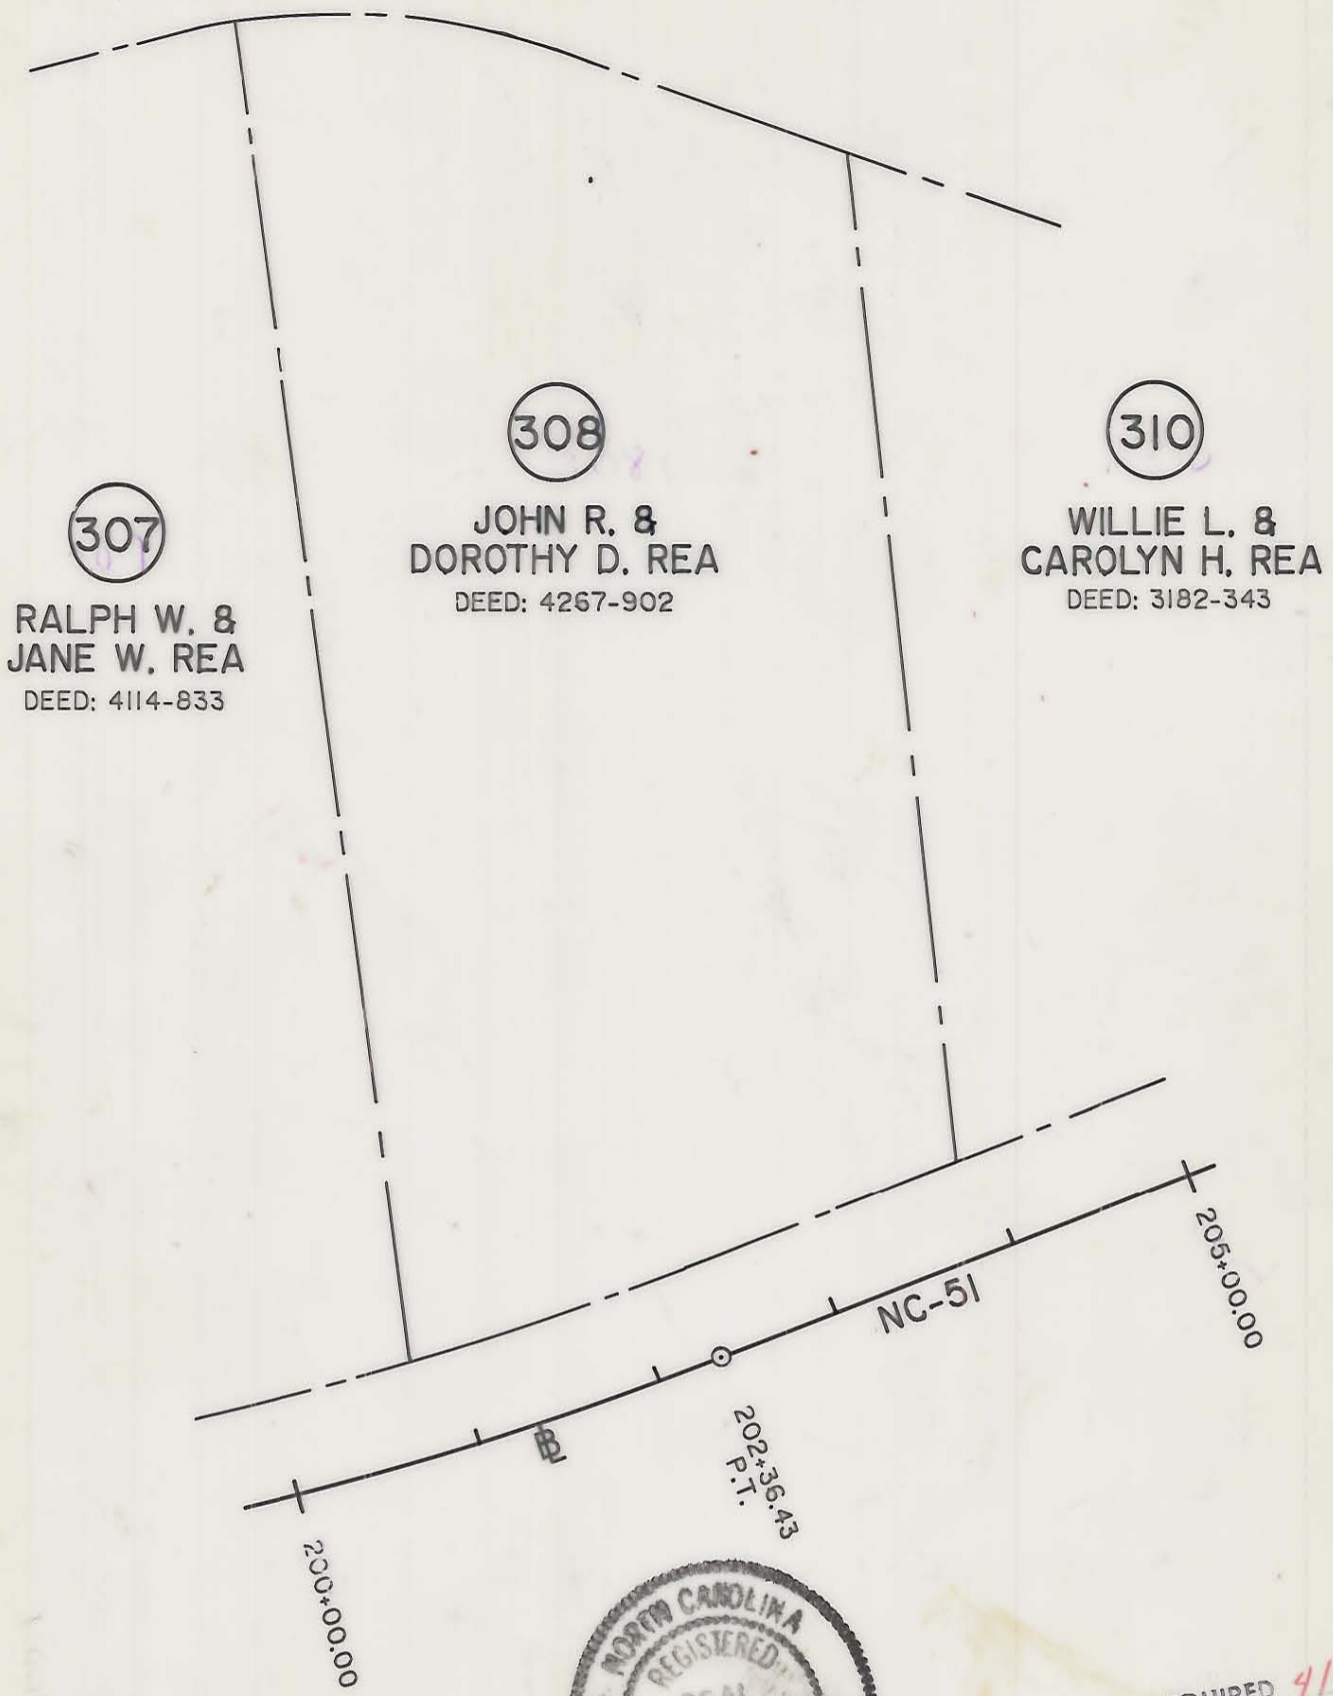 308
JOHN R. &
DOROTHY D. REA
DEED: 4267-902
310
WILLIE L. &
CAROLYN H. REA
DEED: 3182-343
307
RALPH W. &
JANE W. REA
DEED: 4114-833
NC-51
205+00.00
BL
202+36.43
P.T.
200+00.00
NORTH CAROLINA
REGISTERED